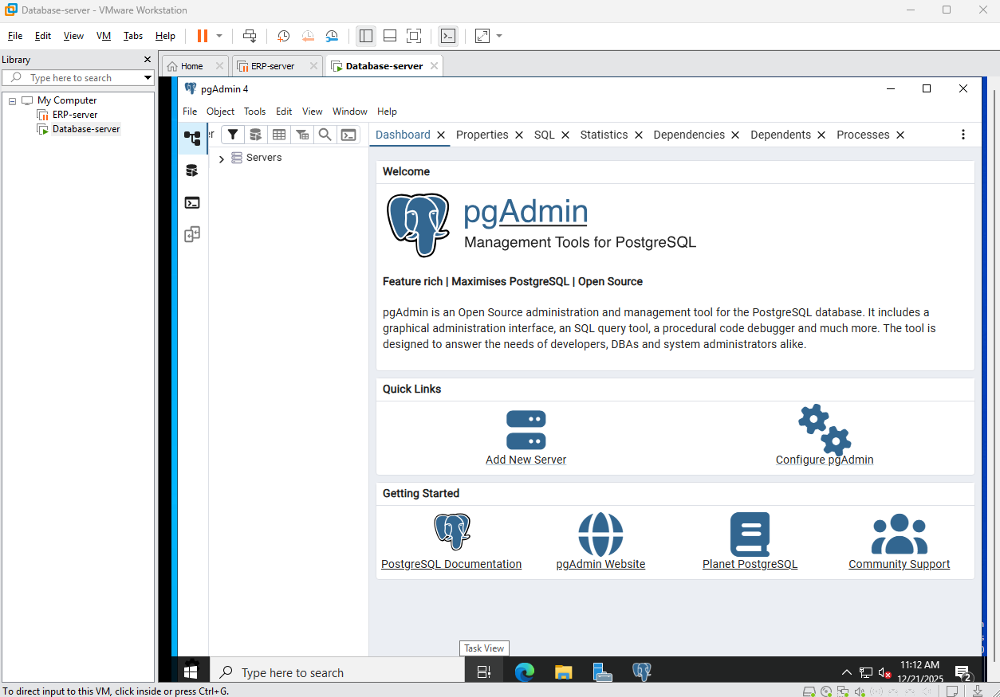 Database-server - VMware Workstation
File Edit View VM Tabs Help
Library
Type here to search
My Computer
ERP-server
Database-server
Home
ERP-server
Database-server
pgAdmin 4
File Object Tools Edit View Window Help
Servers
Dashboard Properties SQL Statistics Dependencies Dependents Processes
Welcome
pgAdmin
Management Tools for PostgreSQL
Feature rich | Maximises PostgreSQL | Open Source
pgAdmin is an Open Source administration and management tool for the PostgreSQL database. It includes a
graphical administration interface, an SQL query tool, a procedural code debugger and much more. The tool is
designed to answer the needs of developers, DBAs and system administrators alike.
Quick Links
Add New Server Configure pgAdmin
Getting Started
PostgreSQL Documentation pgAdmin Website Planet PostgreSQL Community Support
Task View
Type here to search
11:12 AM
12/21/2025
2
To direct input to this VM, click inside or press Ctrl+G.